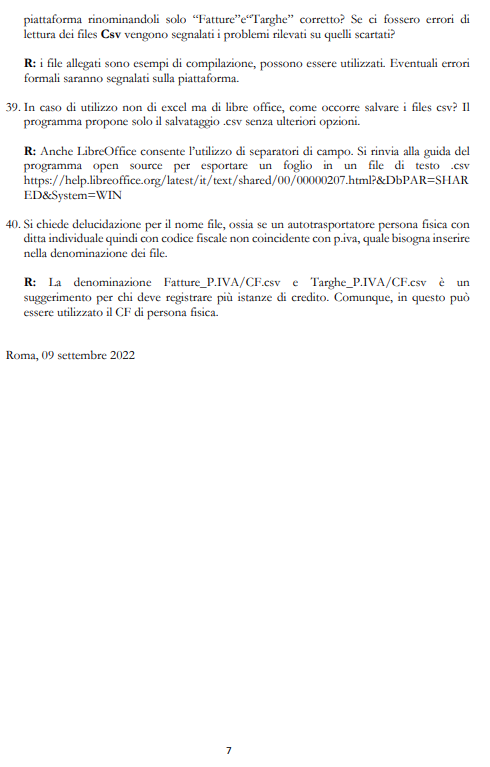 piattaforma rinominandoli solo “Fatture”e“Targhe” corretto? Se ci fossero errori di
lettura dei files Csv vengono segnalati i problemi rilevati su quelli scartati?
R: i file allegati sono esempi di compilazione, possono essere utilizzati. Eventuali errori
formali saranno segnalati sulla piattaforma.
39. In caso di utilizzo non di excel ma di libre office, come occorre salvare i files csv? Il
programma propone solo il salvataggio .csv senza ulteriori opzioni.
R: Anche LibreOffice consente l’utilizzo di separatori di campo. Si rinvia alla guida del
programma open source per esportare un foglio in un file di testo .csv
https://help.libreoffice.org/latest/it/text/shared/00/00000207.html?&DbPAR=SHAR
ED&System=WIN
40. Si chiede delucidazione per il nome file, ossia se un autotrasportatore persona fisica con
ditta individuale quindi con codice fiscale non coincidente con p.iva, quale bisogna inserire
nella denominazione dei file.
R: La denominazione Fatture_P.IVA/CF.csv e Targhe_P.IVA/CF.csv è un
suggerimento per chi deve registrare più istanze di credito. Comunque, in questo può
essere utilizzato il CF di persona fisica.
Roma, 09 settembre 2022
7